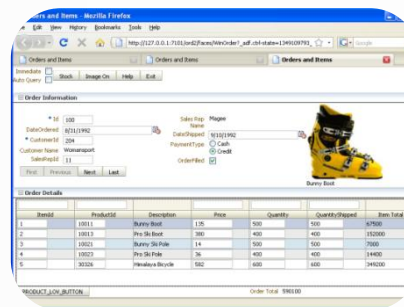 Orders and Items - Mozilla Firefox
Edit View History Bookmarks Tools Help
http://127.0.0.1:7101/ord2/faces/WinOrder?_adf.ctrl-state=1349109793_
Google
Orders and Items Orders and Items Orders and Items
Immediate
Auto Query Stock Image On Help Exit
Order Information
* Id 100 Sales Rep Name Magee
DateOrdered 8/31/1992 DateShipped 9/10/1992
* CustomerId 204 PaymentType Cash
Credit
Customer Name Womansport
SalesRepId 11 OrderFilled
First Previous Next Last
Bunny Boot
Order Details
ItemId ProductId Description Price Quantity QuantityShipped Item Total
1 10011 Bunny Boot 135 500 500 67500
2 10013 Pro Ski Boot 380 400 400 152000
3 10021 Bunny Ski Pole 14 500 500 7000
4 10023 Pro Ski Pole 36 400 400 14400
5 30326 Himalaya Bicycle 582 600 600 349200
PRODUCT_LOV_BUTTON Order Total 590100